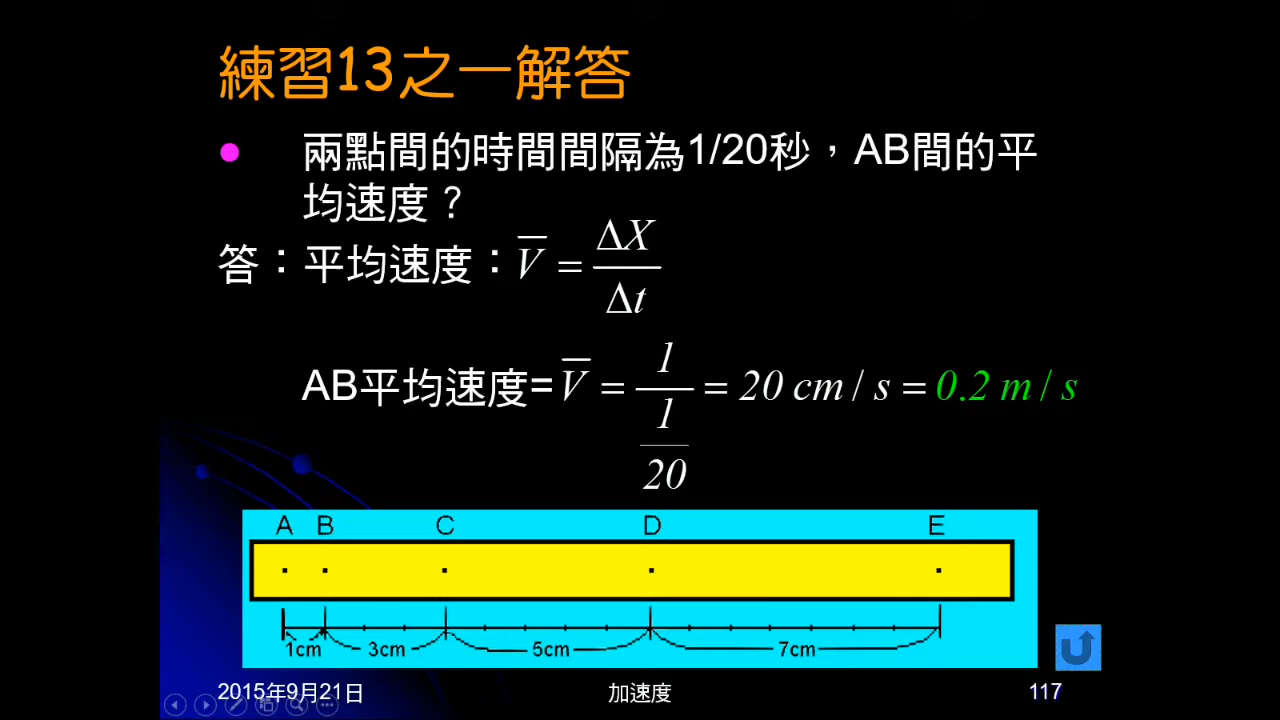 練習13之一解答
● 兩點間的時間間隔為1/20秒，AB間的平
均速度？
答：平均速度：V̅ = ΔX/Δt
AB平均速度=V̅ = 1/(1/20) = 20 cm / s = 0.2 m / s
A B C D E
1cm 3cm 5cm 7cm
2015年9月21日 加速度 117